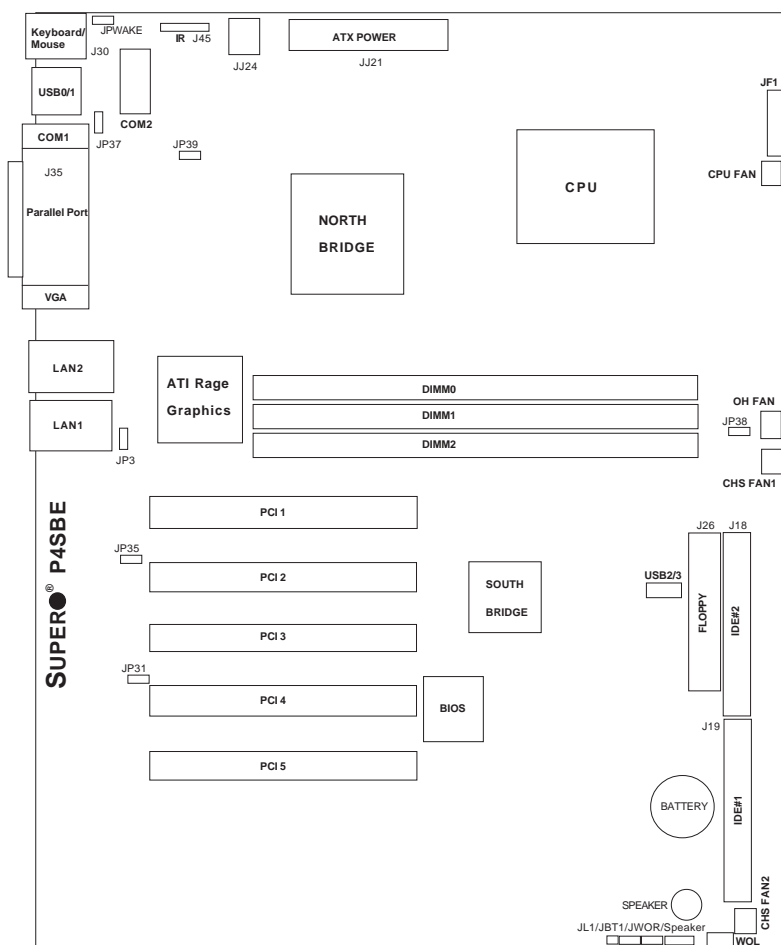 Keyboard/
Mouse
JPWAKE
J30
IR J45
JJ24
ATX POWER
JJ21
USB0/1
COM2
JF1
COM1
JP37
JP39
CPU FAN
J35
Parallel Port
CPU
NORTH
BRIDGE
VGA
LAN2
ATI Rage
Graphics
DIMM0
DIMM1
DIMM2
OH FAN
JP38
LAN1
JP3
CHS FAN1
SUPER® P4SBE
PCI 1
J26
J18
JP35
PCI 2
SOUTH
BRIDGE
USB2/3
FLOPPY
IDE#2
PCI 3
JP31
PCI 4
BIOS
J19
PCI 5
BATTERY
IDE#1
SPEAKER
CHS FAN2
JL1/JBT1/JWOR/Speaker
WOL